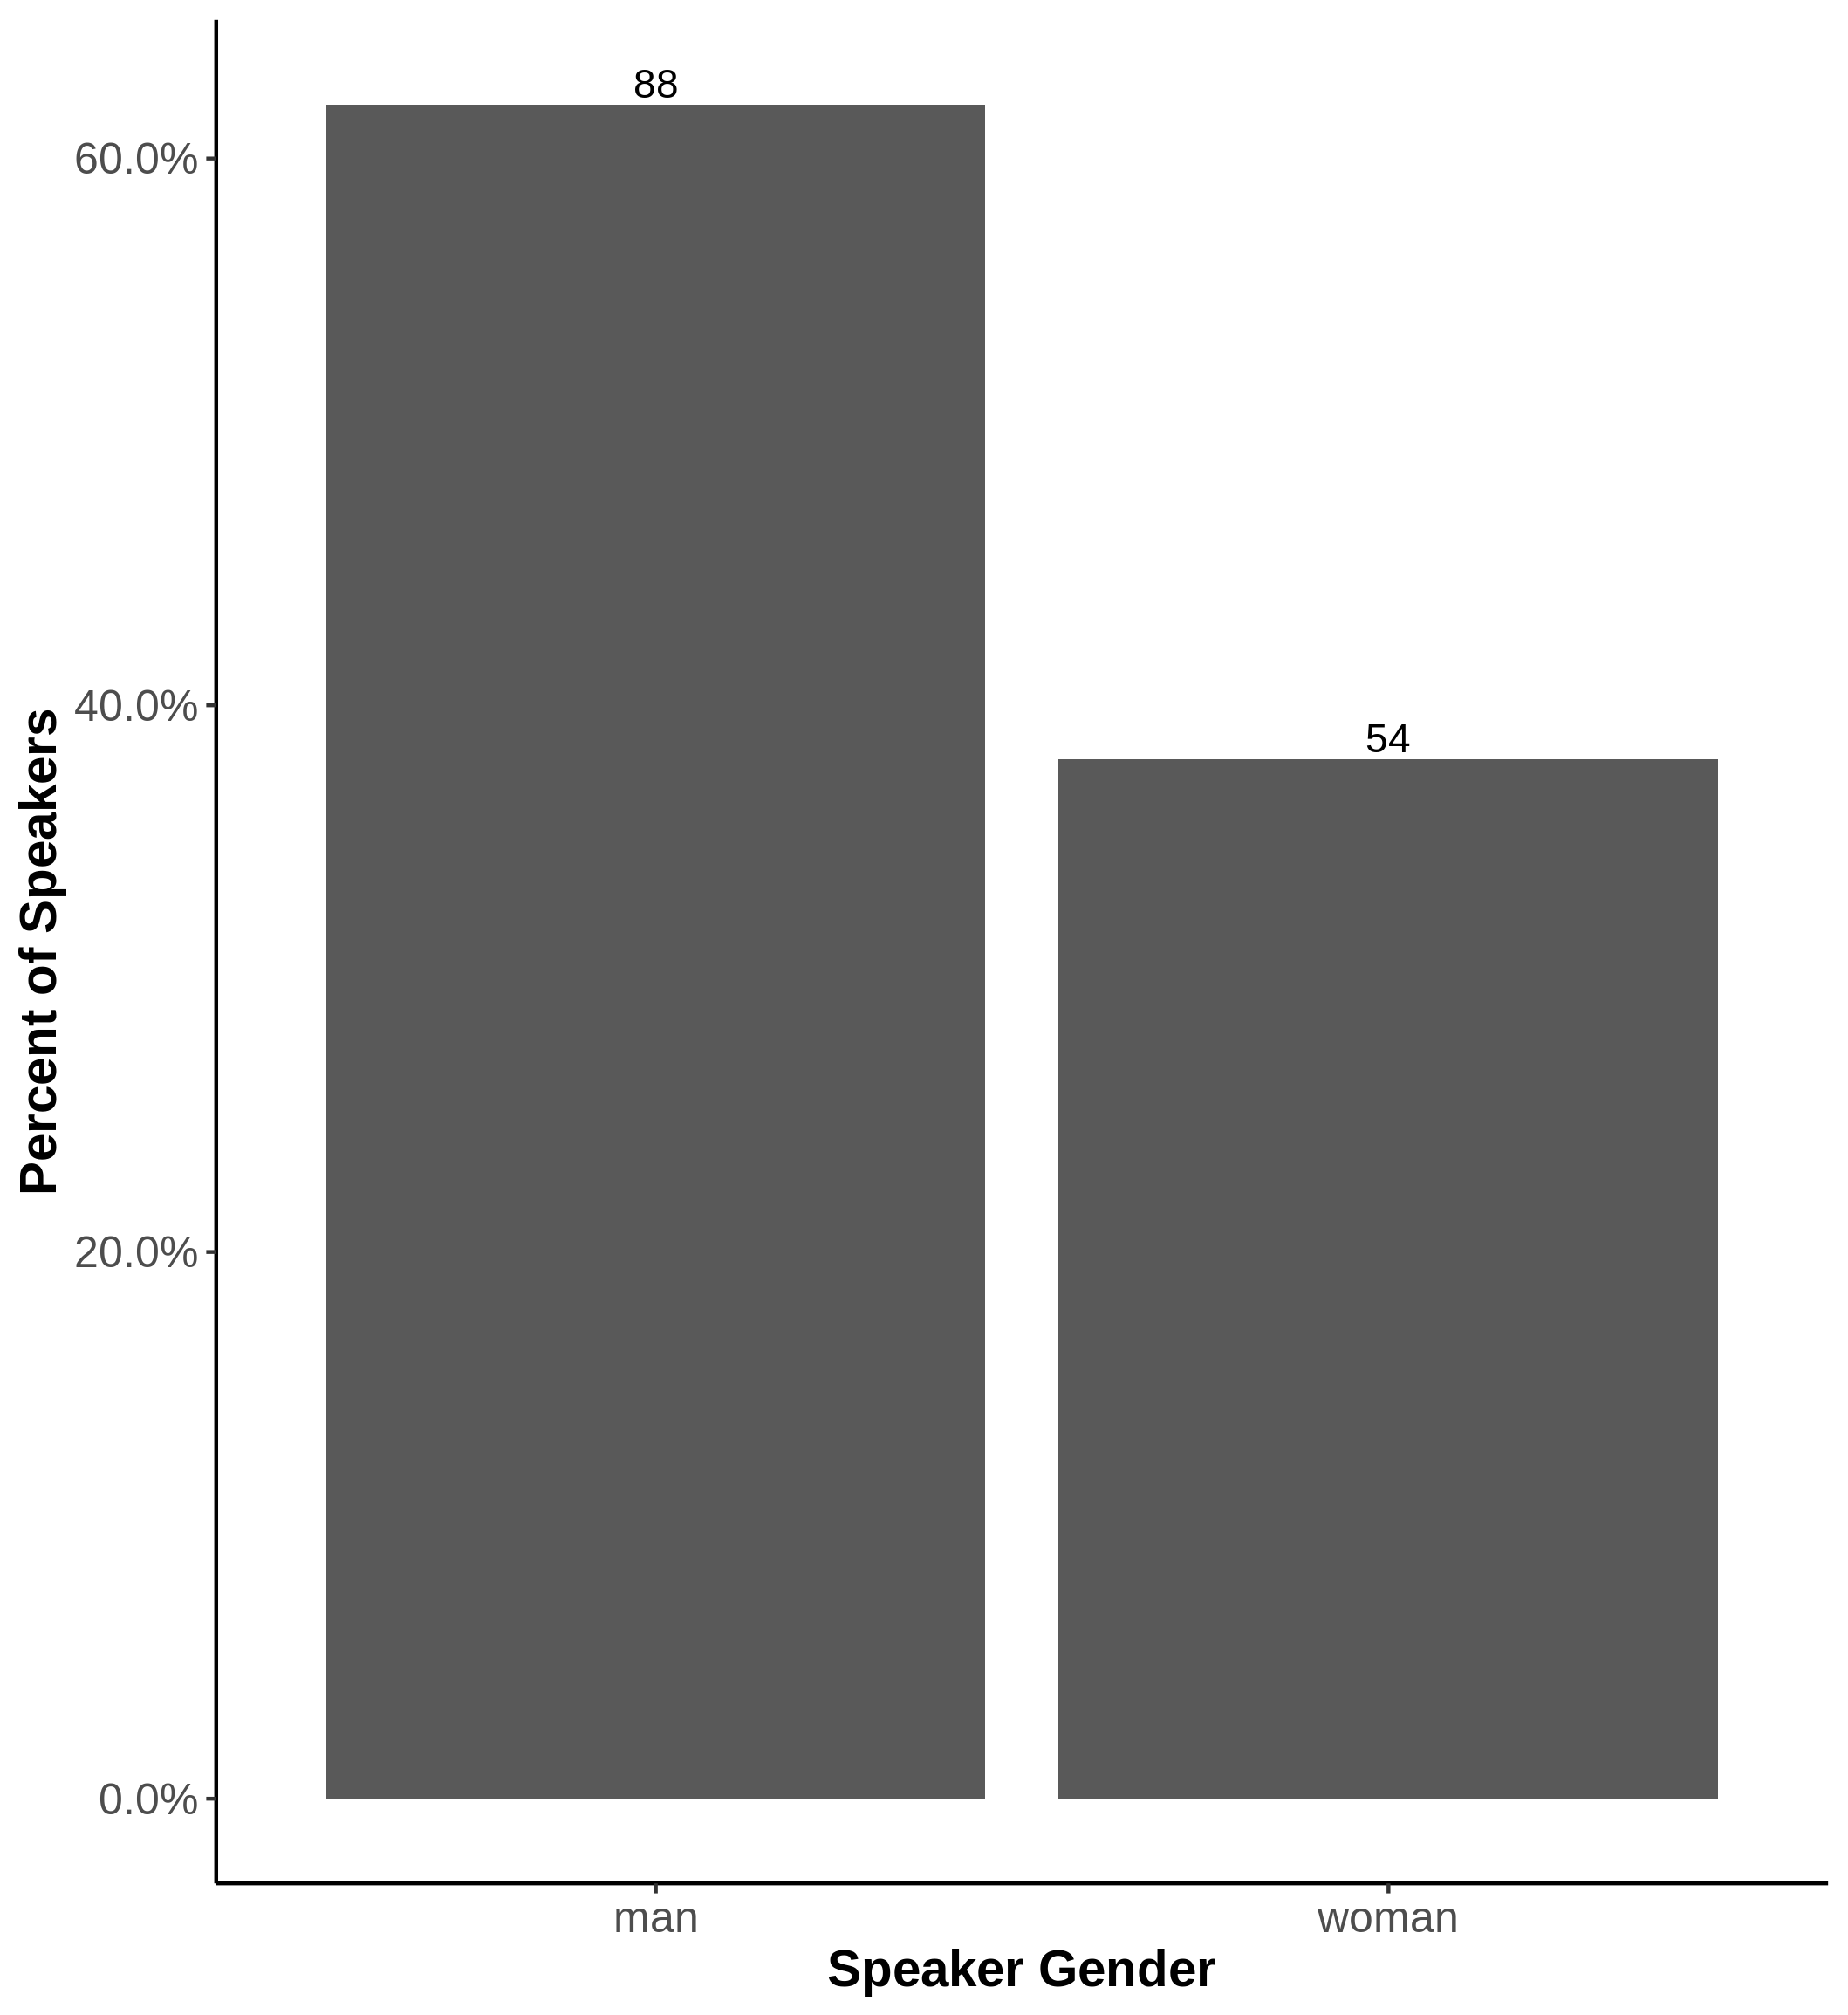 88
60.0%
40.0%
54
Percent of Speakers
20.0%
0.0%
man woman
Speaker Gender